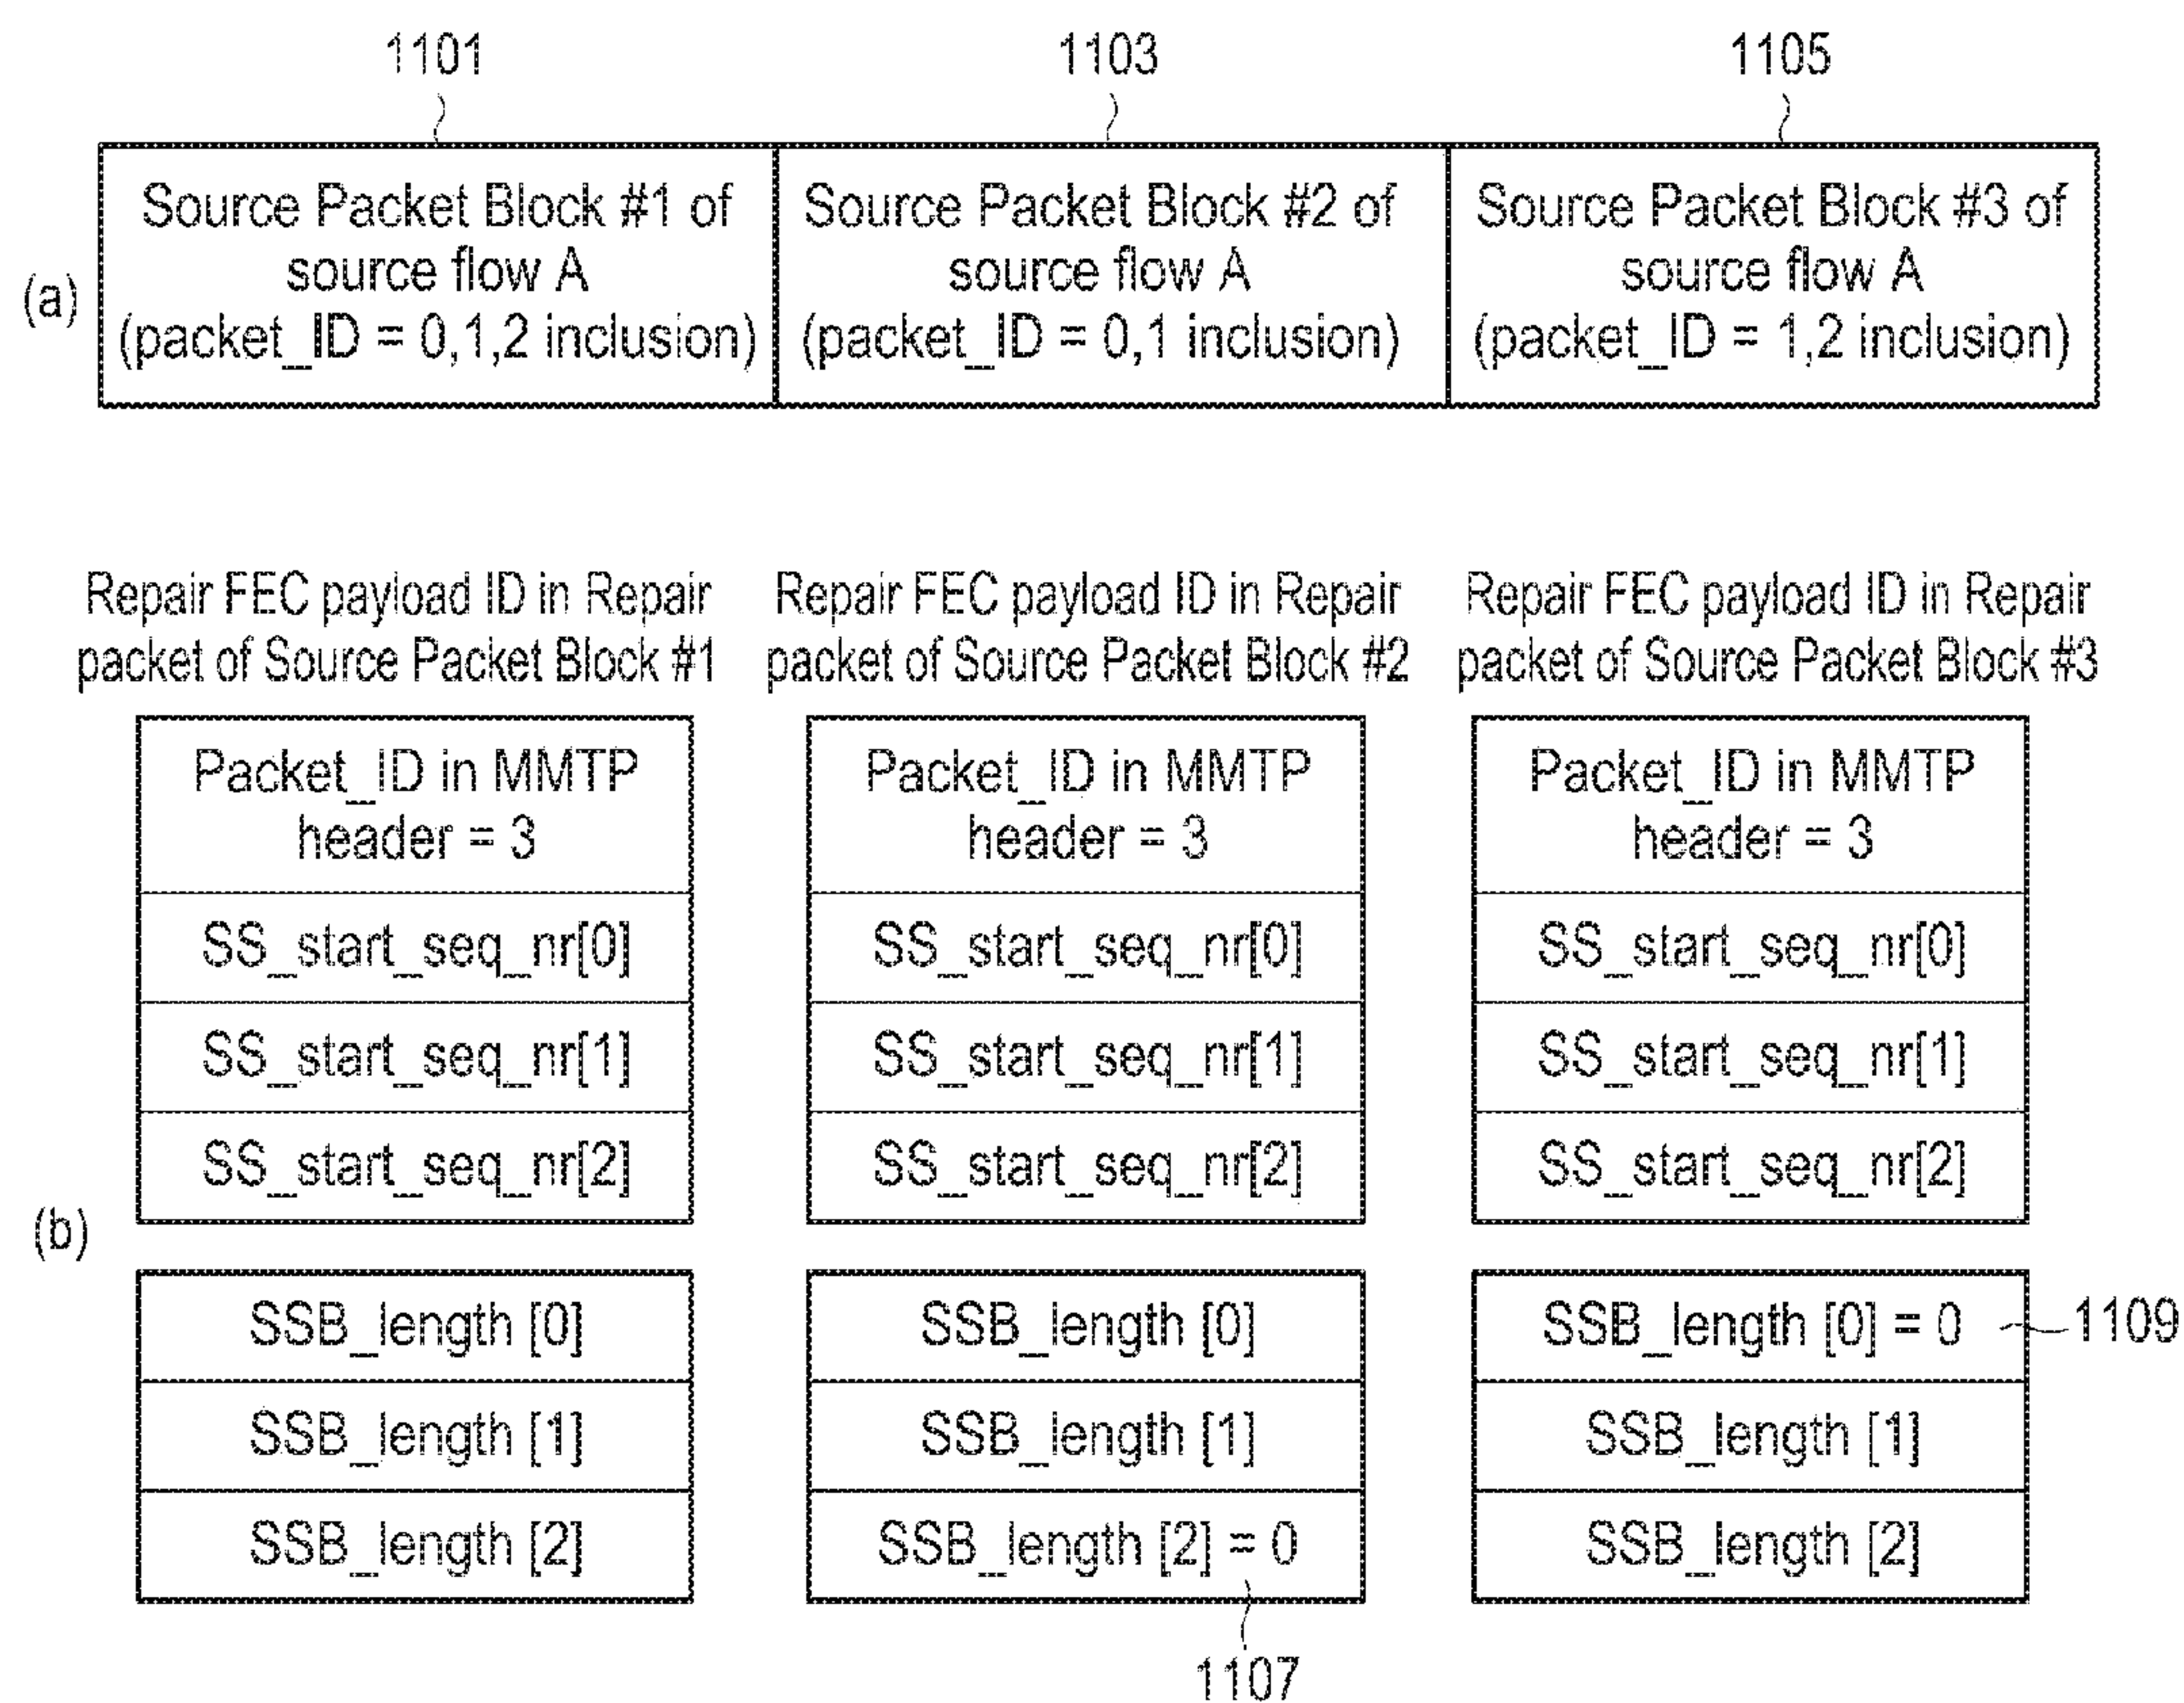 1101
1103
1105
(a)
Source Packet Block #1 of
source flow A
(packet_ID = 0,1,2 inclusion)
Source Packet Block #2 of
source flow A
(packet_ID = 0,1 inclusion)
Source Packet Block #3 of
source flow A
(packet_ID = 1,2 inclusion)
(b)
Repair FEC payload ID in Repair
packet of Source Packet Block #1
Packet_ID in MMTP
header = 3
SS_start_seq_nr[0]
SS_start_seq_nr[1]
SS_start_seq_nr[2]
SSB_length [0]
SSB_length [1]
SSB_length [2]
Repair FEC payload ID in Repair
packet of Source Packet Block #2
Packet_ID in MMTP
header = 3
SS_start_seq_nr[0]
SS_start_seq_nr[1]
SS_start_seq_nr[2]
SSB_length [0]
SSB_length [1]
SSB_length [2] = 0
1107
Repair FEC payload ID in Repair
packet of Source Packet Block #3
Packet_ID in MMTP
header = 3
SS_start_seq_nr[0]
SS_start_seq_nr[1]
SS_start_seq_nr[2]
SSB_length [0] = 0
1109
SSB_length [1]
SSB_length [2]